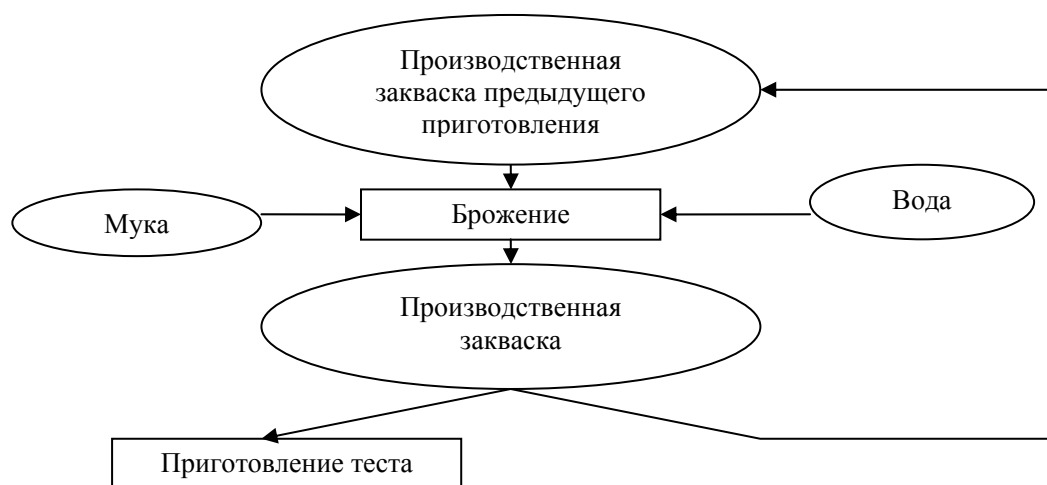 Производственная
закваска предыдущего
приготовления
Мука
Брожение
Вода
Производственная
закваска
Приготовление теста